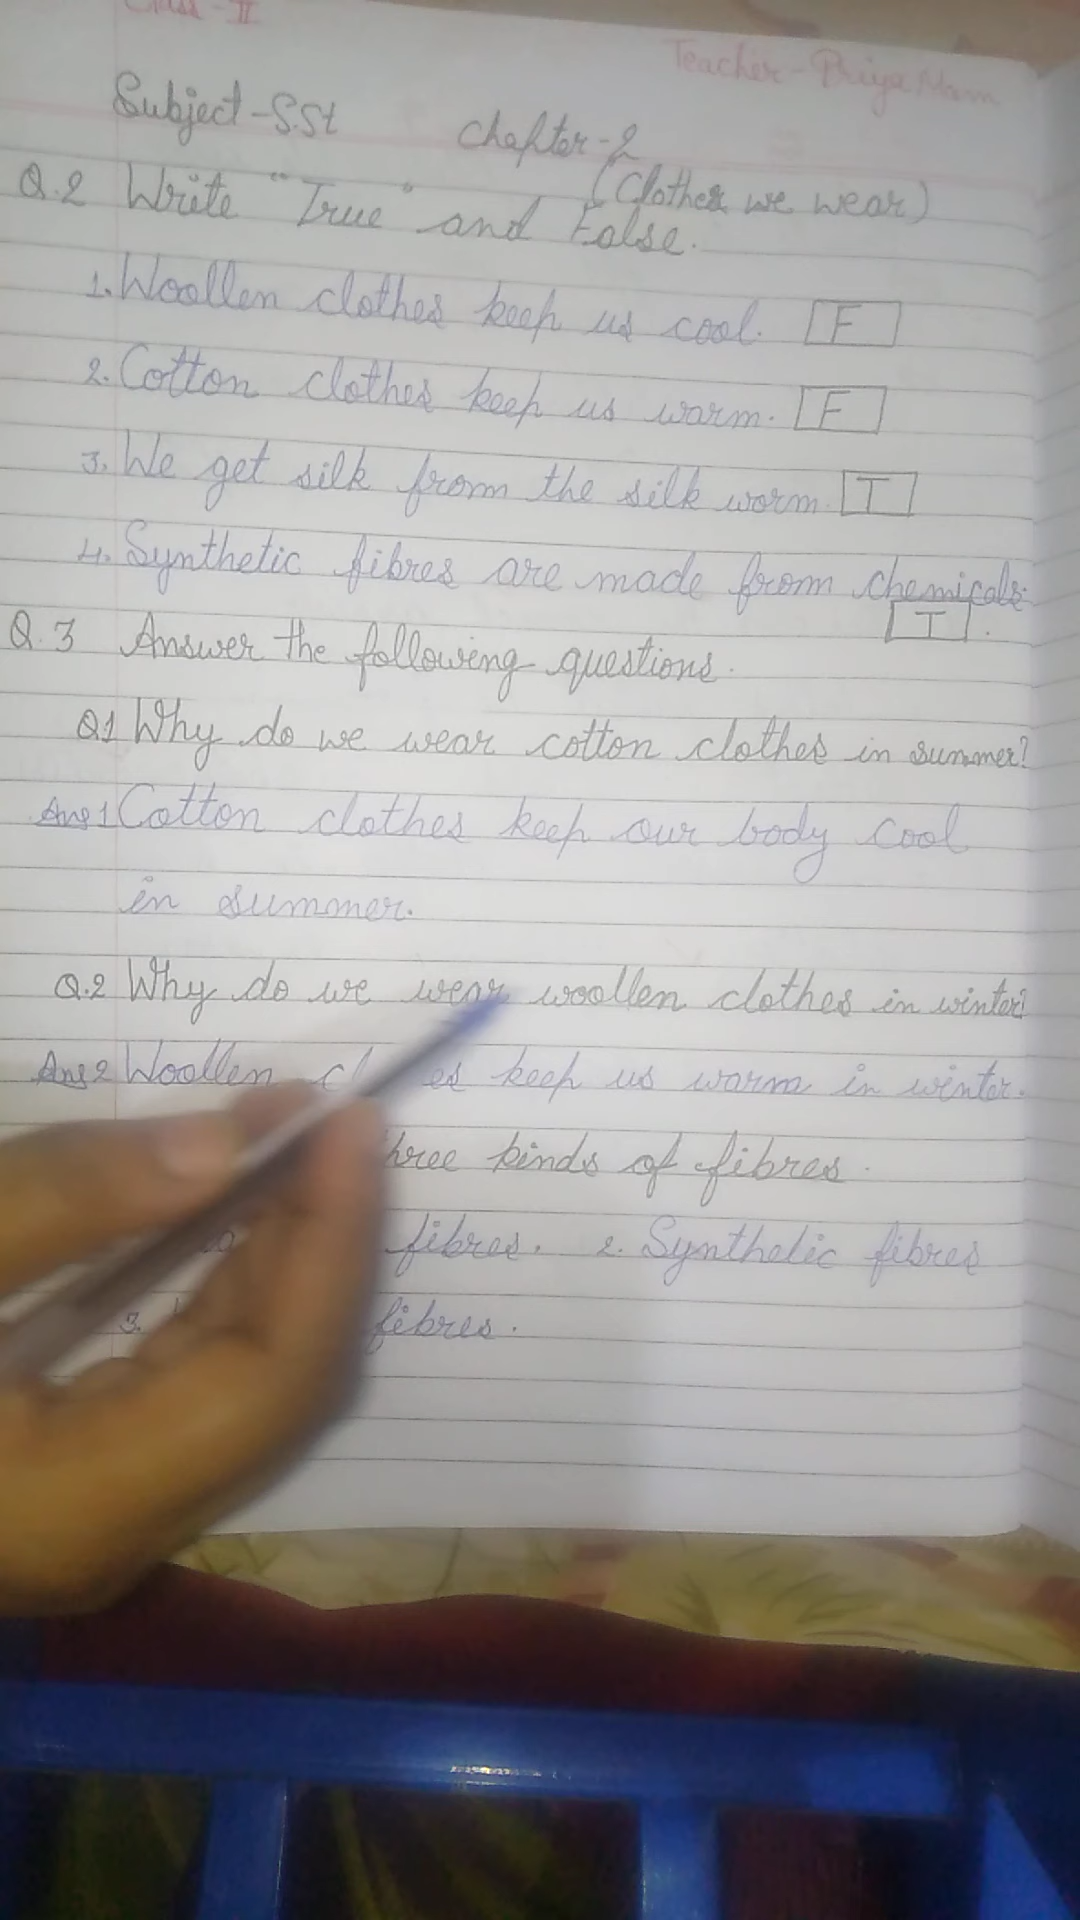 Class - II
Teacher - Priya Mam
Subject - S.St Chapter - 2
(Clothes we wear)
Q.2 Write "True" and False.
1. Woollen clothes keep us cool. F
2. Cotton clothes keep us warm. F
3. We get silk from the silk worm. T
4. Synthetic fibres are made from chemicals.
T
Q.3 Answer the following questions.
Q1 Why do we wear cotton clothes in summer?
Ans 1 Cotton clothes keep our body cool
in summer.
Q.2 Why do we wear woollen clothes in winter?
Ans 2 Woollen keep us warm in winter.
kinds of fibres.
fibres. 2. Synthetic fibres
3. fibres.